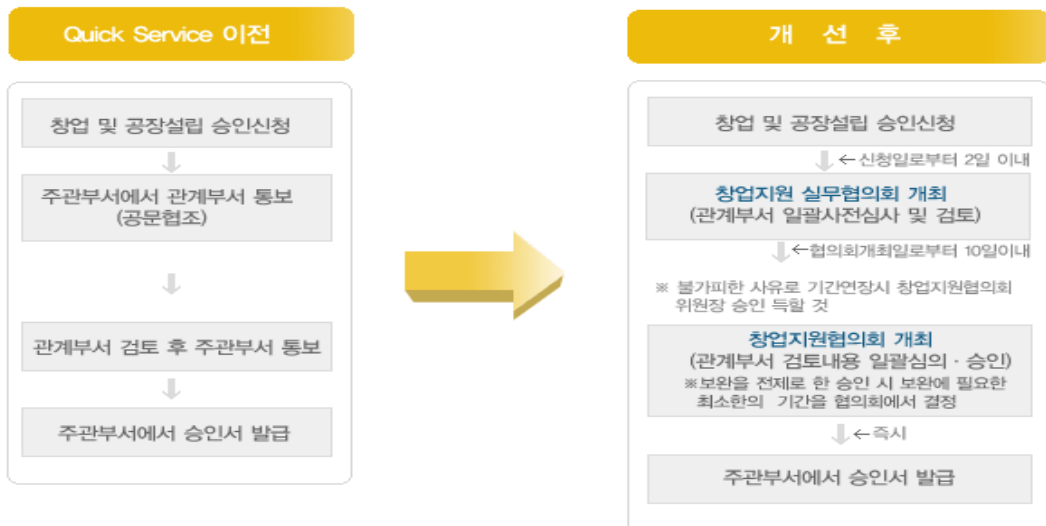 Quick Service 이전
창업 및 공장설립 승인신청
주관부서에서 관계부서 통보
(공문협조)
관계부서 검토 후 주관부서 통보
주관부서에서 승인서 발급
개 선 후
창업 및 공장설립 승인신청
←신청일로부터 2일 이내
창업지원 실무협의회 개최
(관계부서 일괄사전심사 및 검토)
←협의회개최일로부터 10일이내
※ 불가피한 사유로 기간연장시 창업지원협의회
위원장 승인 득할 것
창업지원협의회 개최
(관계부서 검토내용 일괄심의 · 승인)
※보완을 전제로 한 승인 시 보완에 필요한
최소한의 기간을 협의회에서 결정
←즉시
주관부서에서 승인서 발급